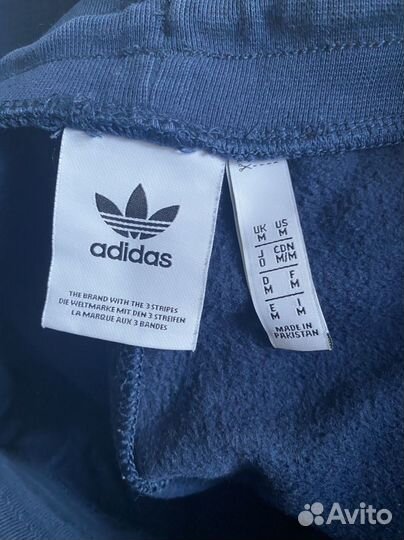 adidas
THE BRAND WITH THE 3 STRIPES
DIE WELTMARKE MIT DEN 3 STREIFEN
LA MARQUE AUX 3 BANDES
UK US
M M
J CDN
O M/M
D F
M M
E I
M M
MADE IN
PAKISTAN
Avito